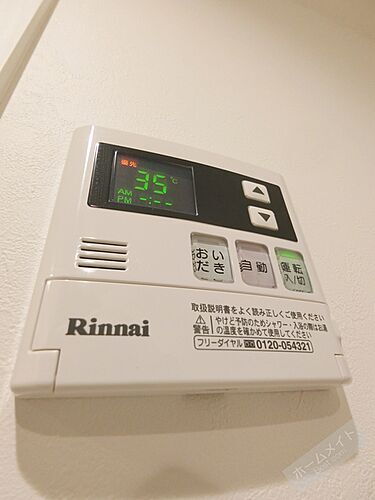 優先
35 ℃
AM
PM -:--
おい
だき
自動
運転
入/切
Rinnai
取扱説明書をよく読み正しくご使用ください
警告
やけど予防のためシャワー・入浴の際はお湯
の温度を確かめて使用してください
フリーダイヤル 0120-054321
ホームメイト